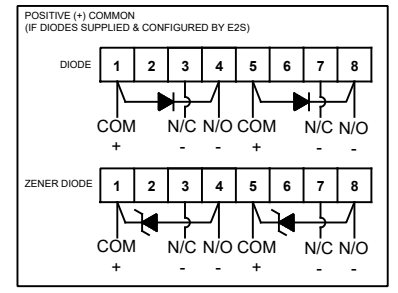 POSITIVE (+) COMMON
(IF DIODES SUPPLIED & CONFIGURED BY E2S)
DIODE 1 2 3 4 5 6 7 8
COM N/C N/O COM N/C N/O
+ - - + - -
ZENER DIODE 1 2 3 4 5 6 7 8
COM N/C N/O COM N/C N/O
+ - - + - -